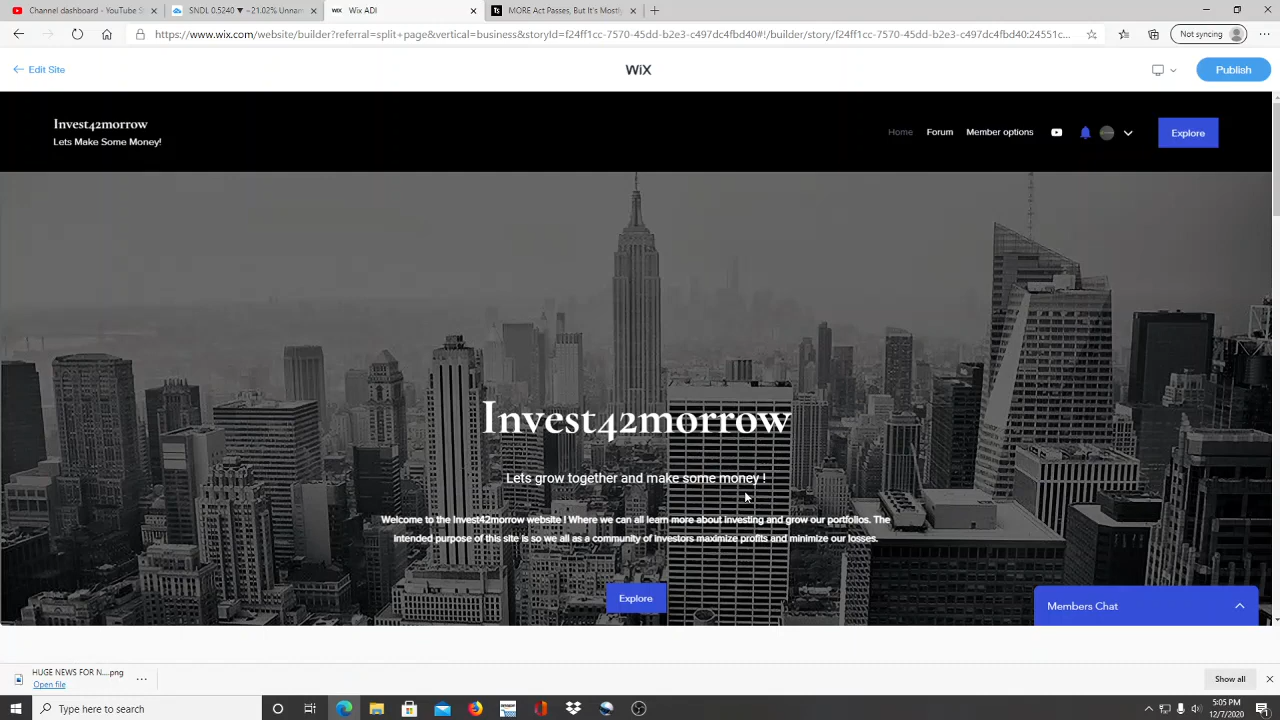 Channel dashboard - YouTube S
SNDL 0.5240 ▼ -21.02% Unnam
WiX
Wix ADI
Ts
MORE Act Passes, But It's Mostly
https://www.wix.com/website/builder?referral=split+page&vertical=business&storyId=f24ff1cc-7570-45dd-b2e3-c497dc4fbd40#!/builder/story/f24ff1cc-7570-45dd-b2e3-c497dc4fbd40:24551c...
Not syncing
Edit Site
WiX
Publish
Invest42morrow
Lets Make Some Money!
Home
Forum
Member options
Explore
Invest42morrow
Lets grow together and make some money !
Welcome to the Invest42morrow website ! Where we can all learn more about investing and grow our portfolios. The
intended purpose of this site is so we all as a community of investors maximize profits and minimize our losses.
Explore
Members Chat
HUGE NEWS FOR N....png
Open file
Show all
Type here to search
amazon
5:05 PM
12/7/2020